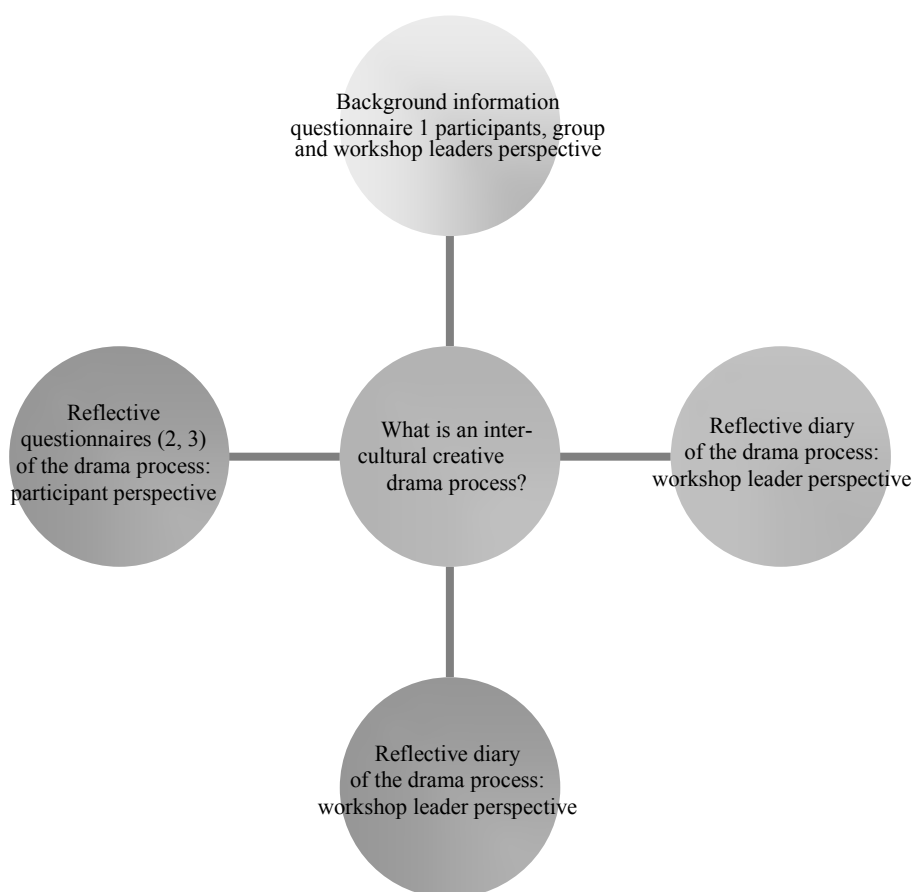 Background information
questionnaire 1 participants, group
and workshop leaders perspective
Reflective
questionnaires (2, 3)
of the drama process:
participant perspective
What is an inter-
cultural creative
drama process?
Reflective diary
of the drama process:
workshop leader perspective
Reflective diary
of the drama process:
workshop leader perspective